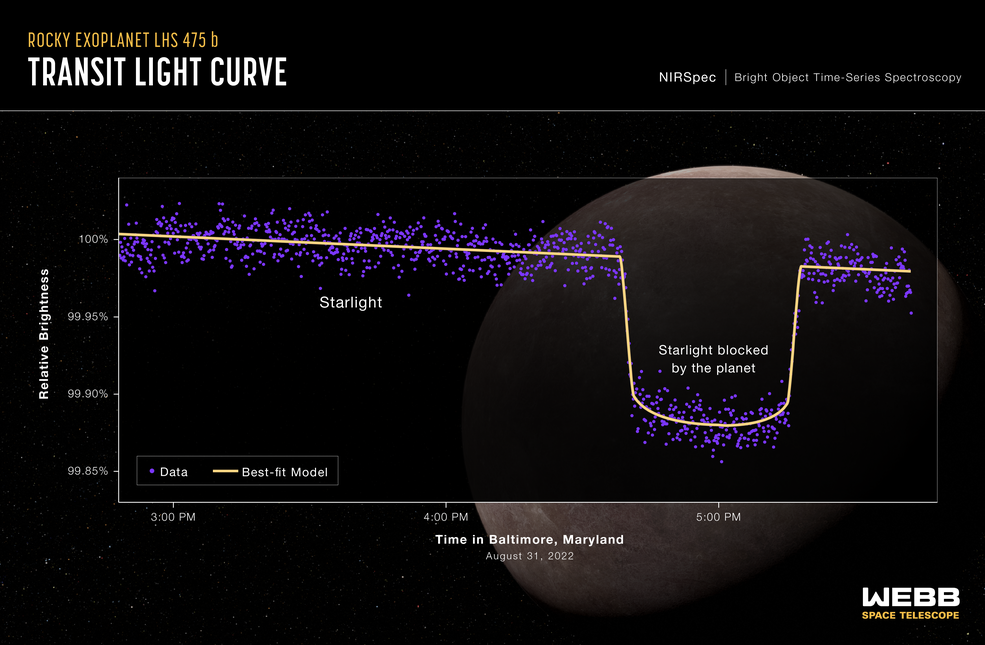 ROCKY EXOPLANET LHS 475 b
TRANSIT LIGHT CURVE
NIRSpec | Bright Object Time-Series Spectroscopy
Relative Brightness
100%
99.95%
99.90%
99.85%
Starlight
Starlight blocked
by the planet
Data
Best-fit Model
3:00 PM
4:00 PM
5:00 PM
Time in Baltimore, Maryland
August 31, 2022
WEBB
SPACE TELESCOPE